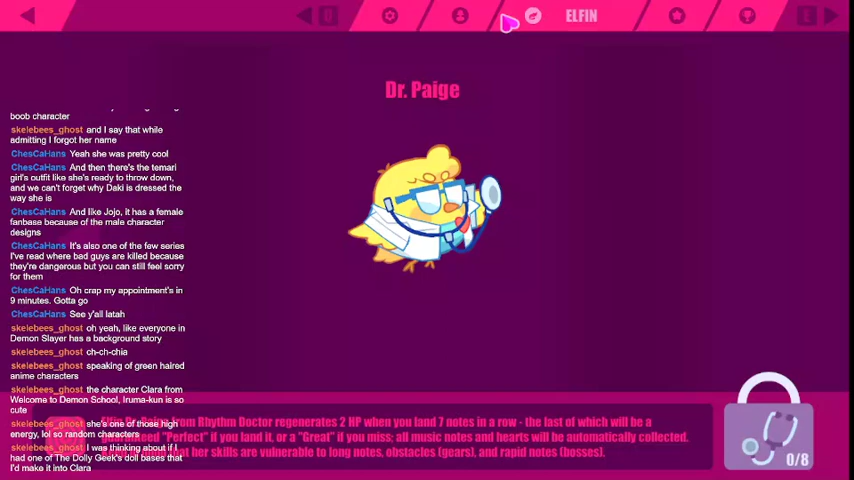 Q
ELFIN
E
Dr. Paige
boob character
skelebees_ghost and I say that while
admitting I forgot her name
ChesCaHans Yeah she was pretty cool
ChesCaHans And then there's the temari
girl's outfit like she's ready to throw down,
and we can't forget why Daki is dressed the
way she is
ChesCaHans And like Jojo, it has a female
fanbase because of the male character
designs
ChesCaHans It's also one of the few series
I've read where bad guys are killed because
they're dangerous but you can still feel sorry
for them
ChesCaHans Oh crap my appointment's in
9 minutes. Gotta go
ChesCaHans See y'all latah
skelebees_ghost oh yeah, like everyone in
Demon Slayer has a background story
skelebees_ghost ch-ch-chia
skelebees_ghost speaking of green haired
anime characters
skelebees_ghost the character Clara from
Welcome to Demon School, Iruma-kun is so
cute
skelebees_ghost she's one of those high
energy, lol so random characters
skelebees_ghost I was thinking about if I
had one of The Dolly Geek's doll bases that
I'd make it into Clara
Elfin Dr. Paige from Rhythm Doctor regenerates 2 HP when you land 7 notes in a row - the last of which will be a
guaranteed "Perfect" if you land it, or a "Great" if you miss; all music notes and hearts will be automatically collected.
at her skills are vulnerable to long notes, obstacles (gears), and rapid notes (bosses).
0/8